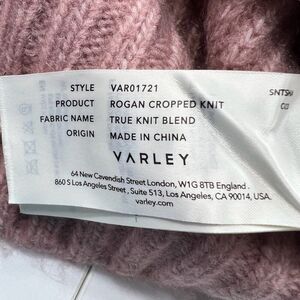 STYLE VAR01721
PRODUCT ROGAN CROPPED KNIT
FABRIC NAME TRUE KNIT BLEND
ORIGIN MADE IN CHINA
VARLEY
64 New Cavendish Street London, W1G 8TB England.
860 S Los Angeles Street, Suite 513, Los Angeles, CA 90014, USA.
varley.com